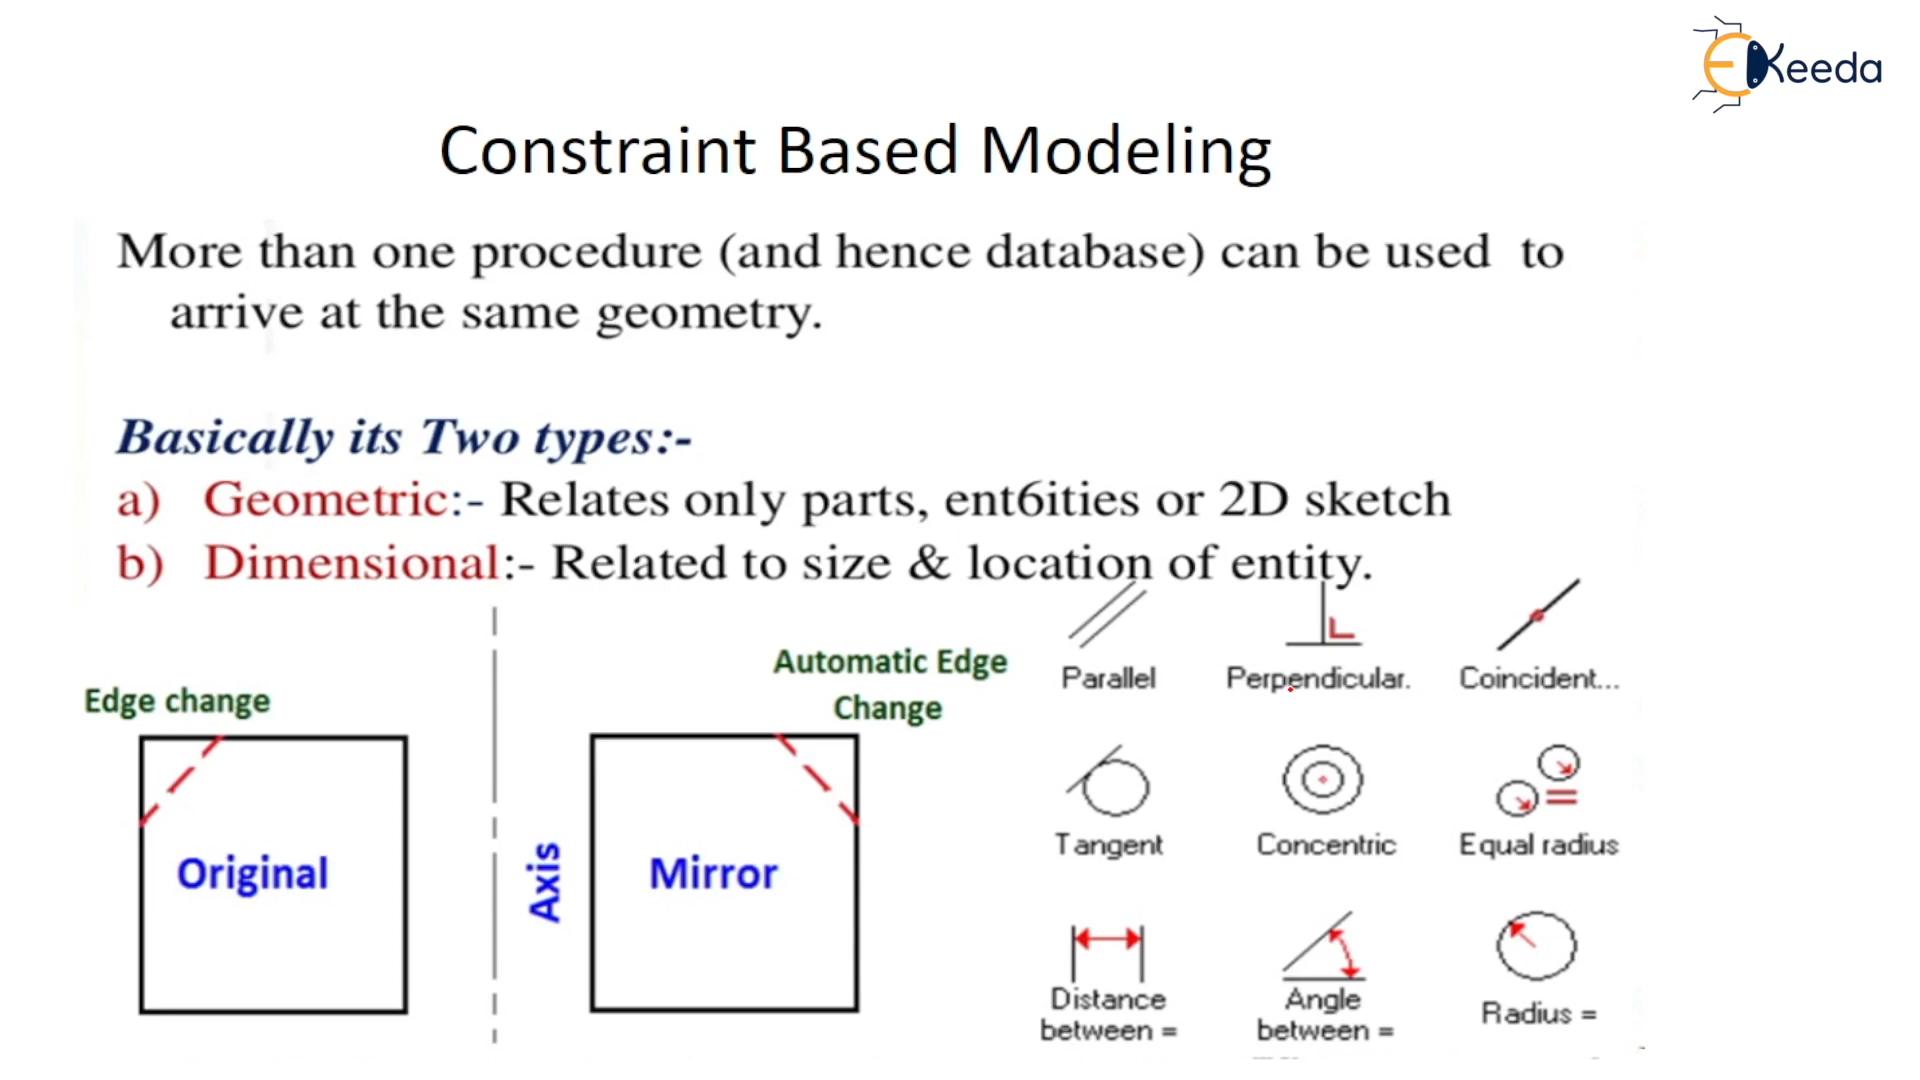 EKeeda
Constraint Based Modeling
More than one procedure (and hence database) can be used to
arrive at the same geometry.
Basically its Two types:-
a) Geometric:- Relates only parts, ent6ities or 2D sketch
b) Dimensional:- Related to size & location of entity.
Edge change
Original
Axis
Automatic Edge
Change
Mirror
Parallel Perpendicular. Coincident...
Tangent Concentric Equal radius
Distance
between =
Angle
between =
Radius =